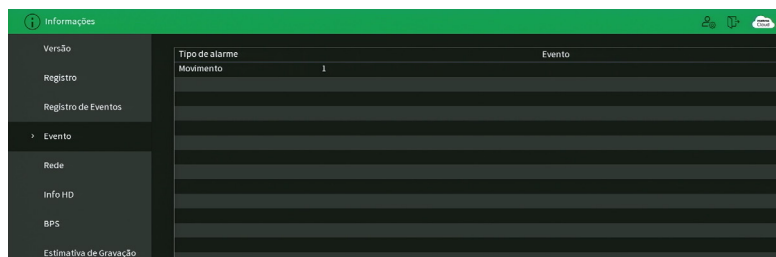 Informações
Cloud
Versão
Registro
Registro de Eventos
Evento
Rede
Info HD
BPS
Estimativa de Gravação
Tipo de alarme Evento
Movimento 1